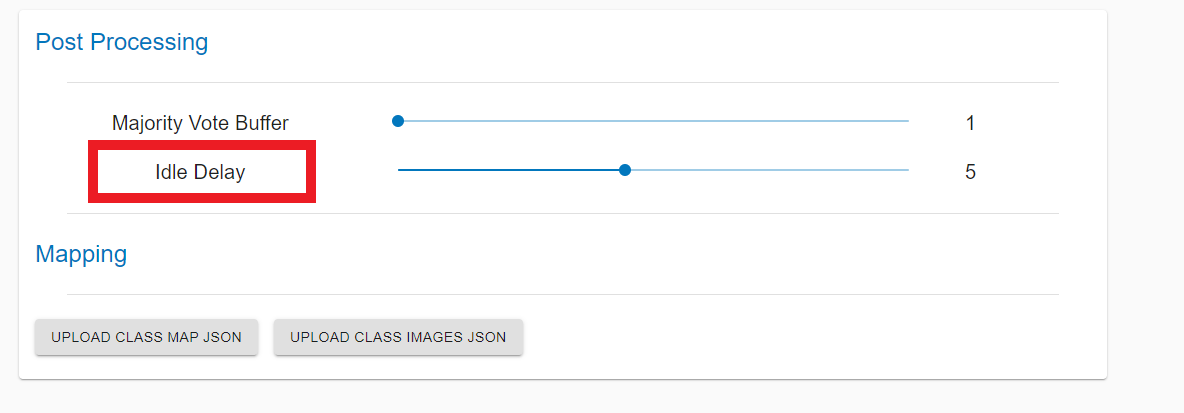 Post Processing
Majority Vote Buffer 1
Idle Delay 5
Mapping
UPLOAD CLASS MAP JSON UPLOAD CLASS IMAGES JSON